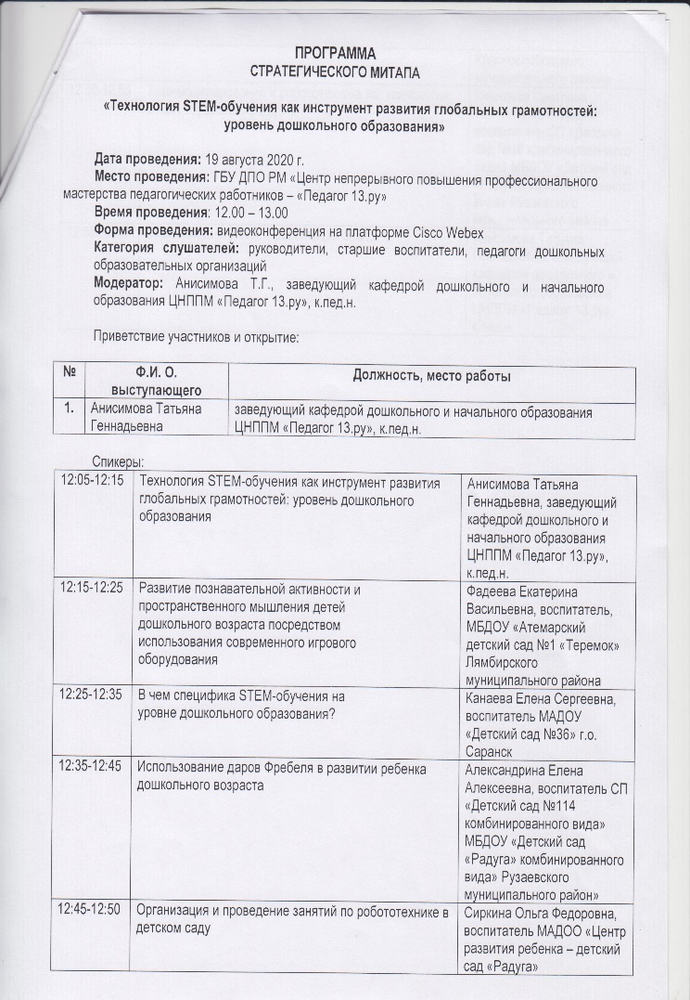 ПРОГРАММА
СТРАТЕГИЧЕСКОГО МИТАПА
«Технология STEM-обучения как инструмент развития глобальных грамотностей:
уровень дошкольного образования»
Дата проведения: 19 августа 2020 г.
Место проведения: ГБУ ДПО РМ «Центр непрерывного повышения профессионального
мастерства педагогических работников – «Педагог 13.ру»
Время проведения: 12.00 – 13.00
Форма проведения: видеоконференция на платформе Cisco Webex
Категория слушателей: руководители, старшие воспитатели, педагоги дошкольных
образовательных организаций
Модератор: Анисимова Т.Г., заведующий кафедрой дошкольного и начального
образования ЦНППМ «Педагог 13.ру», к.пед.н.
Приветствие участников и открытие:
№
Ф.И. О.
выступающего
Должность, место работы
1.
Анисимова Татьяна
Геннадьевна
заведующий кафедрой дошкольного и начального образования
ЦНППМ «Педагог 13.ру», к.пед.н.
Спикеры:
12:05-12:15
Технология STEM-обучения как инструмент развития
глобальных грамотностей: уровень дошкольного
образования
Анисимова Татьяна
Геннадьевна, заведующий
кафедрой дошкольного и
начального образования
ЦНППМ «Педагог 13.ру»,
к.пед.н.
12:15-12:25
Развитие познавательной активности и
пространственного мышления детей
дошкольного возраста посредством
использования современного игрового
оборудования
Фадеева Екатерина
Васильевна, воспитатель,
МБДОУ «Атемарский
детский сад №1 «Теремок»
Лямбирского
муниципального района
12:25-12:35
В чем специфика STEM-обучения на
уровне дошкольного образования?
Канаева Елена Сергеевна,
воспитатель МАДОУ
«Детский сад №36» г.о.
Саранск
12:35-12:45
Использование даров Фребеля в развитии ребенка
дошкольного возраста
Александрина Елена
Алексеевна, воспитатель СП
«Детский сад №114
комбинированного вида»
МБДОУ «Детский сад
«Радуга» комбинированного
вида» Рузаевского
муниципального район»
12:45-12:50
Организация и проведение занятий по робототехнике в
детском саду
Сиркина Ольга Федоровна,
воспитатель МАДОО «Центр
развития ребенка – детский
сад «Радуга»